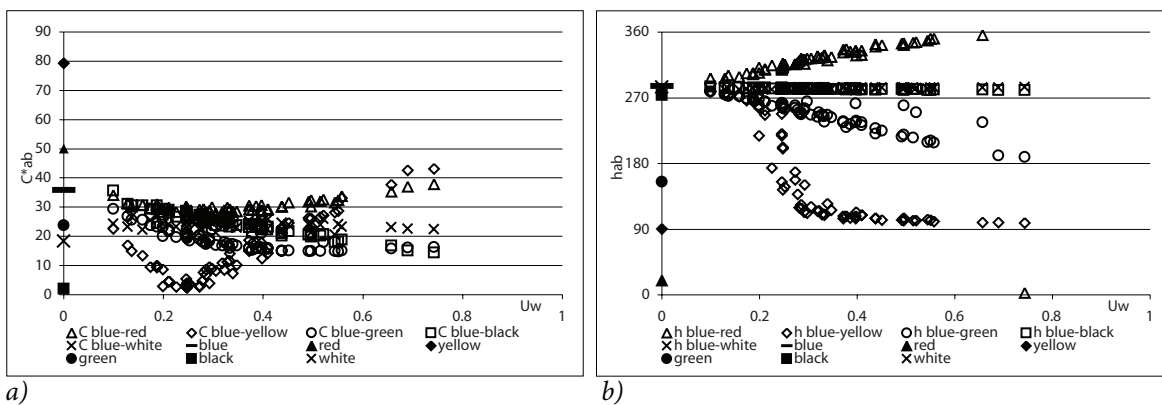 90
80
70
60
50
40
30
20
10
0
C*ab
0 0.2 0.4 0.6 0.8 1
Uw
C blue-red C blue-yellow C blue-green C blue-black
C blue-white blue red yellow
green black white
a)
360
270
180
90
0
hab
0 0.2 0.4 0.6 0.8 1
Uw
h blue-red h blue-yellow h blue-green h blue-black
h blue-white blue red yellow
green black white
b)